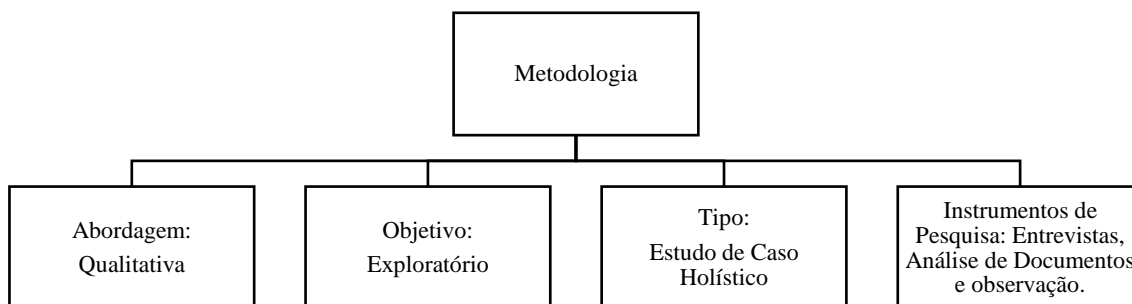 Metodologia
Abordagem:
Qualitativa
Objetivo:
Exploratório
Tipo:
Estudo de Caso
Holístico
Instrumentos de
Pesquisa: Entrevistas,
Análise de Documentos
e observação.